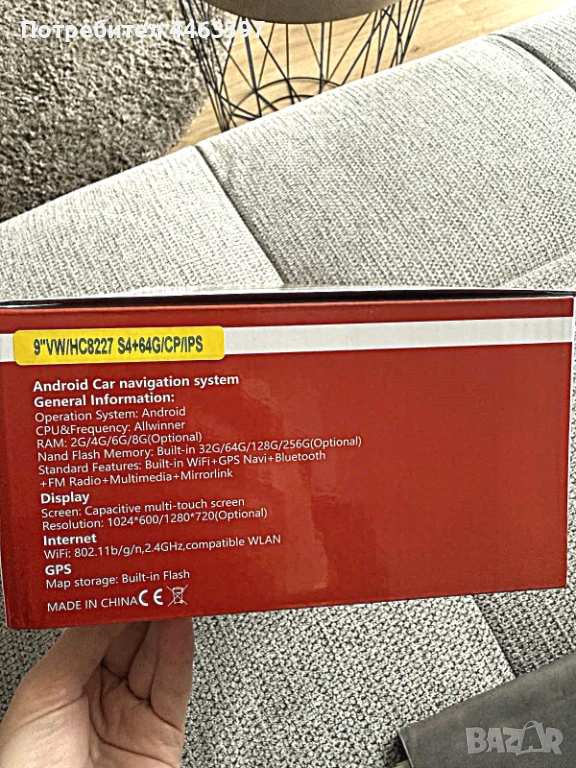 Потребител 4463397
9"VW/HC8227 S4+64G/CP/IPS
Android Car navigation system
General Information:
Operation System: Android
CPU&Frequency: Allwinner
RAM: 2G/4G/6G/8G(Optional)
Nand Flash Memory: Built-in 32G/64G/128G/256G(Optional)
Standard Features: Built-in WiFi+GPS Navi+Bluetooth
+FM Radio+Multimedia+Mirrorlink
Display
Screen: Capacitive multi-touch screen
Resolution: 1024*600/1280*720(Optional)
Internet
WiFi: 802.11b/g/n,2.4GHz,compatible WLAN
GPS
Map storage: Built-in Flash
MADE IN CHINA CE
BAZAR